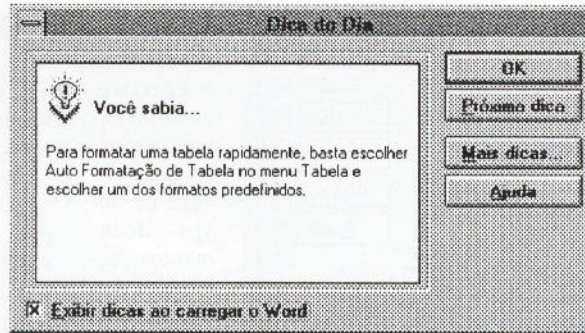 Dica do Dia
Você sabia...
Para formatar uma tabela rapidamente, basta escolher
Auto Formatação de Tabela no menu Tabela e
escolher um dos formatos predefinidos.
OK
Próxima dica
Mais dicas...
Ajuda
Exibir dicas ao carregar o Word